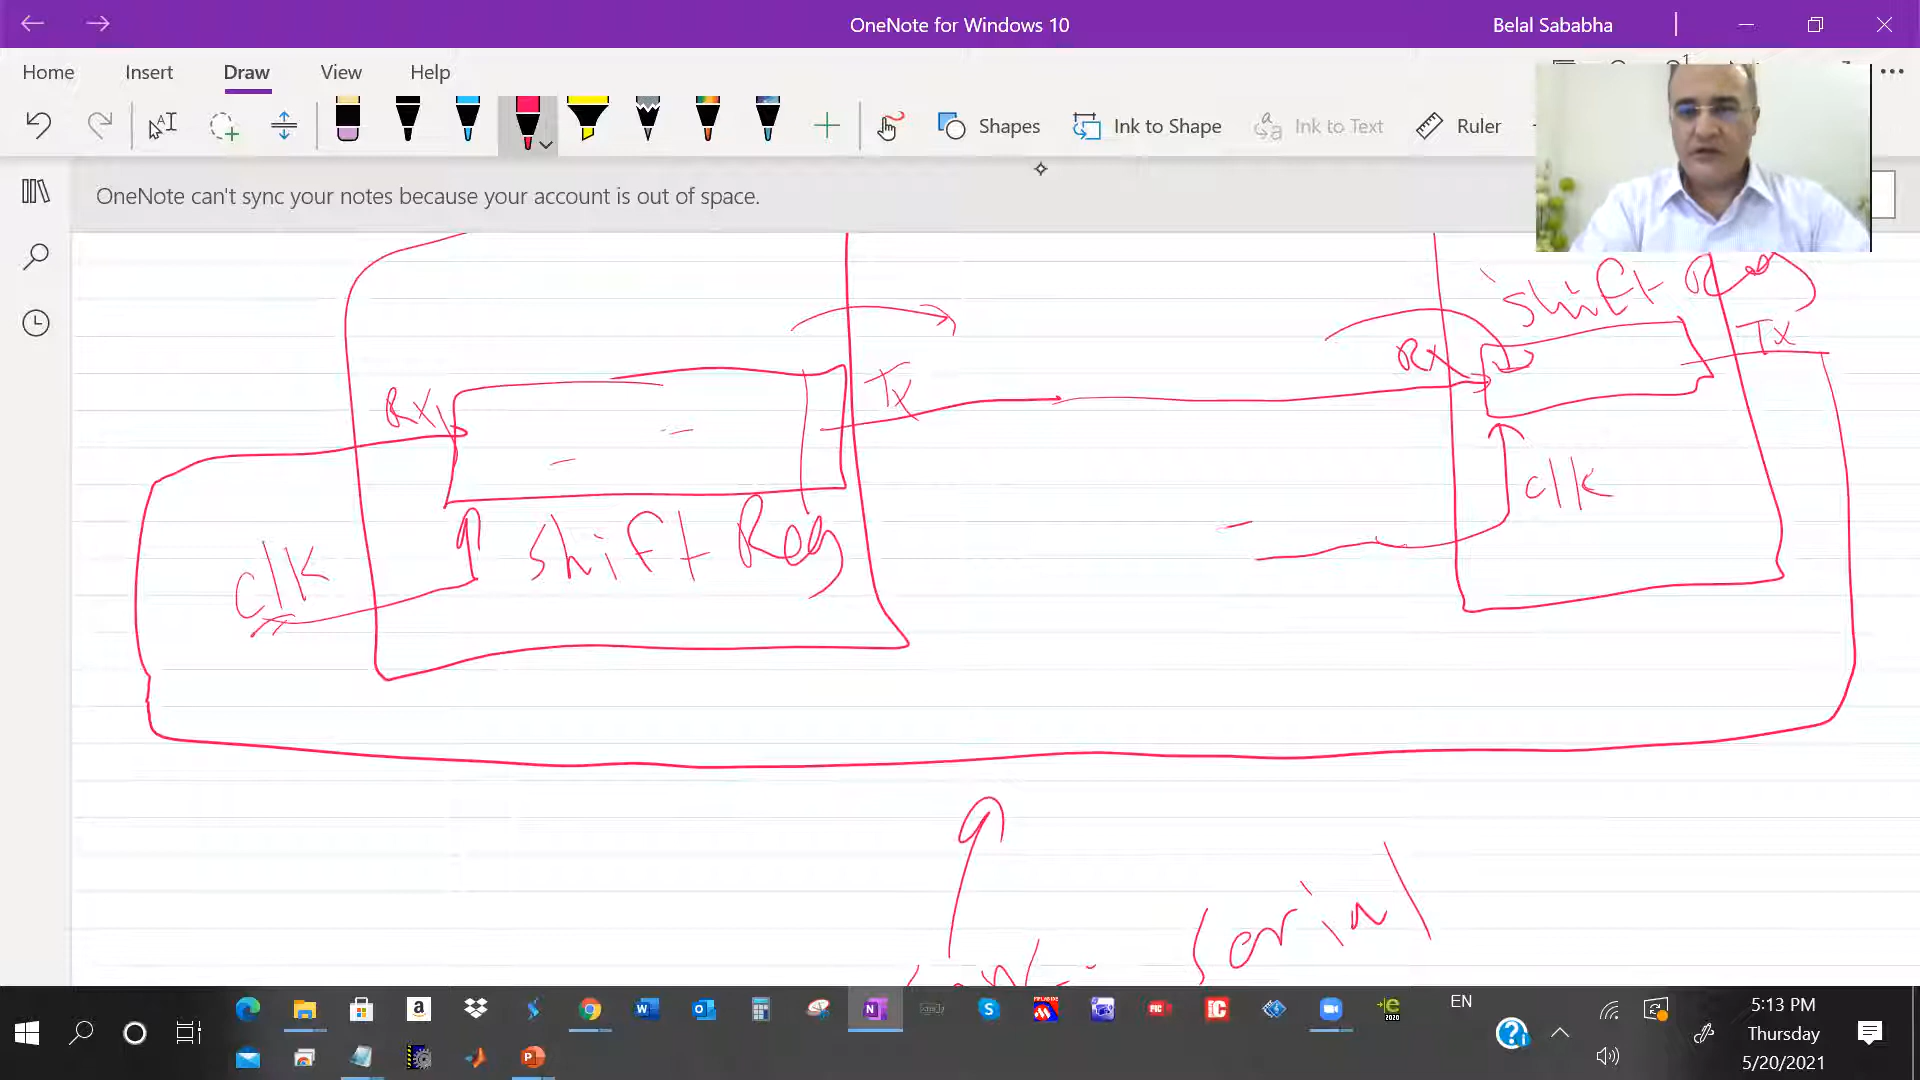 OneNote for Windows 10
Belal Sababha
Home Insert Draw View Help
Shapes Ink to Shape Ink to Text Ruler
OneNote can't sync your notes because your account is out of space.
Shift Reg
Rx Tx
Tx
Rx
clk
clk
Shift Reg
Serial
EN
5:13 PM
Thursday
5/20/2021